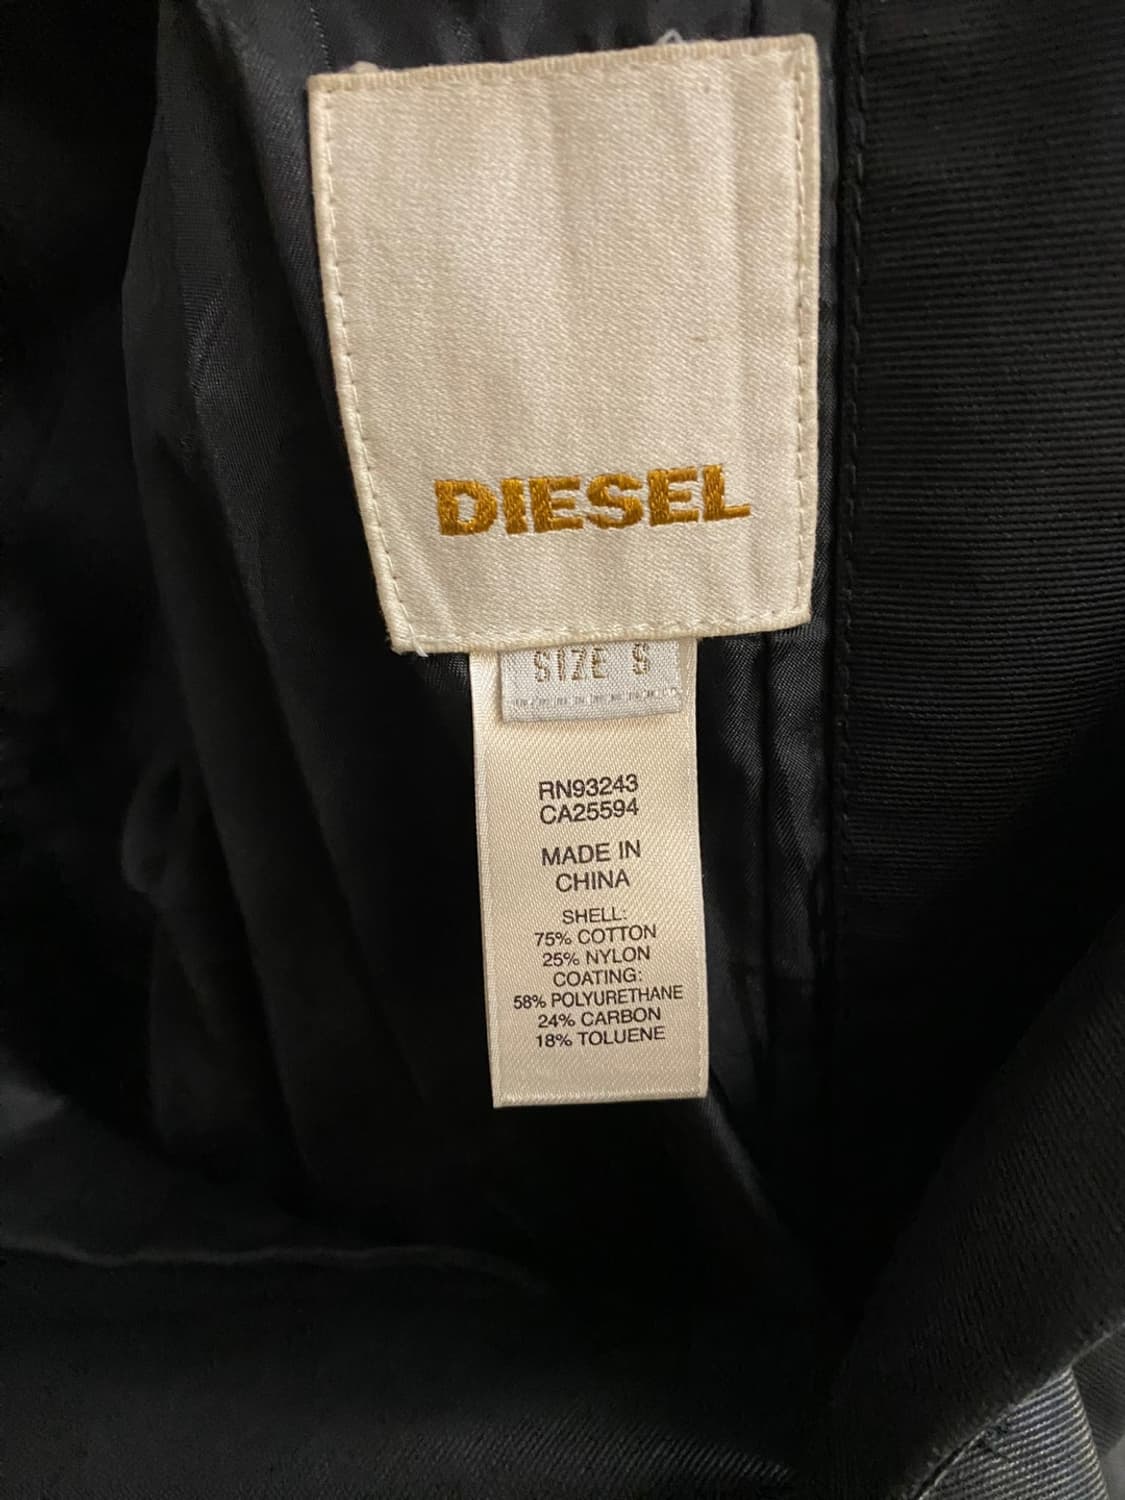 DIESEL
SIZE S
RN93243
CA25594
MADE IN
CHINA
SHELL:
75% COTTON
25% NYLON
COATING:
58% POLYURETHANE
24% CARBON
18% TOLUENE